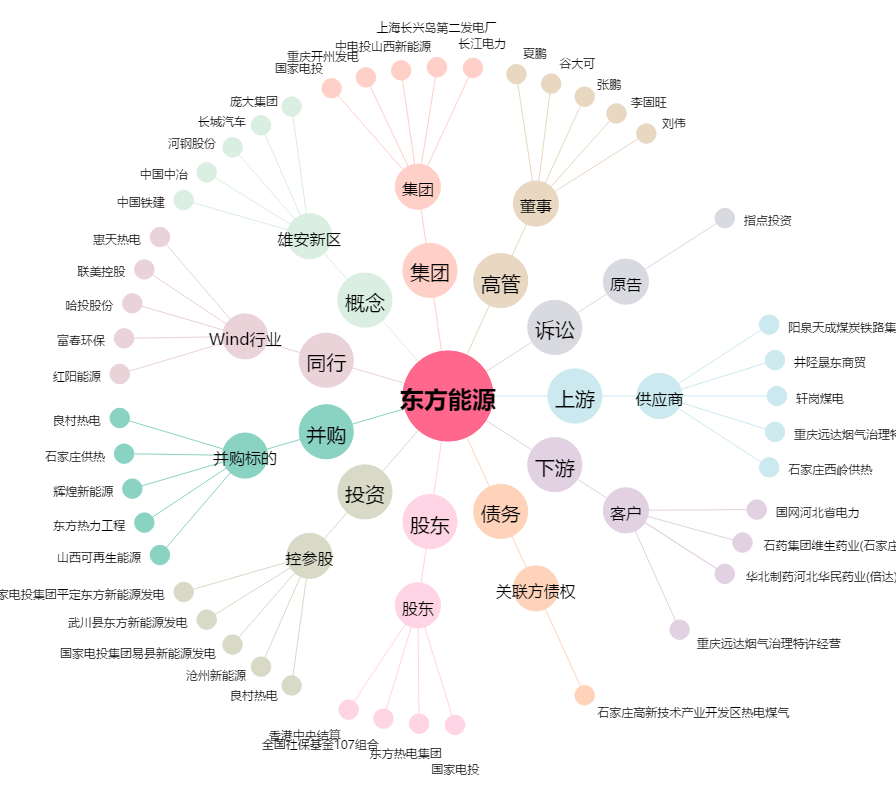 上海长兴岛第二发电厂
中电投山西新能源
长江电力
重庆开州发电
国家电投
夏鹏
谷大可
张鹏
李固旺
刘伟
庞大集团
长城汽车
河钢股份
中国中冶
中国铁建
集团
董事
指点投资
雄安新区
惠天热电
联美控股
哈投股份
富春环保
红阳能源
集团
高管
原告
概念
诉讼
Wind行业
同行
阳泉天成煤炭铁路集
井陉晟东商贸
轩岗煤电
重庆远达烟气治理特
石家庄西岭供热
东方能源
上游
供应商
良村热电
石家庄供热
辉煌新能源
东方热力工程
山西可再生能源
并购标的
并购
下游
客户
国网河北省电力
石药集团维生药业(石家庄
华北制药河北华民药业(倍达)
重庆远达烟气治理特许经营
投资
股东
债务
控参股
家电投集团平定东方新能源发电
武川县东方新能源发电
国家电投集团易县新能源发电
沧州新能源
良村热电
股东
关联方债权
香港中央结算
全国社保基金107组合
东方热电集团
国家电投
石家庄高新技术产业开发区热电煤气